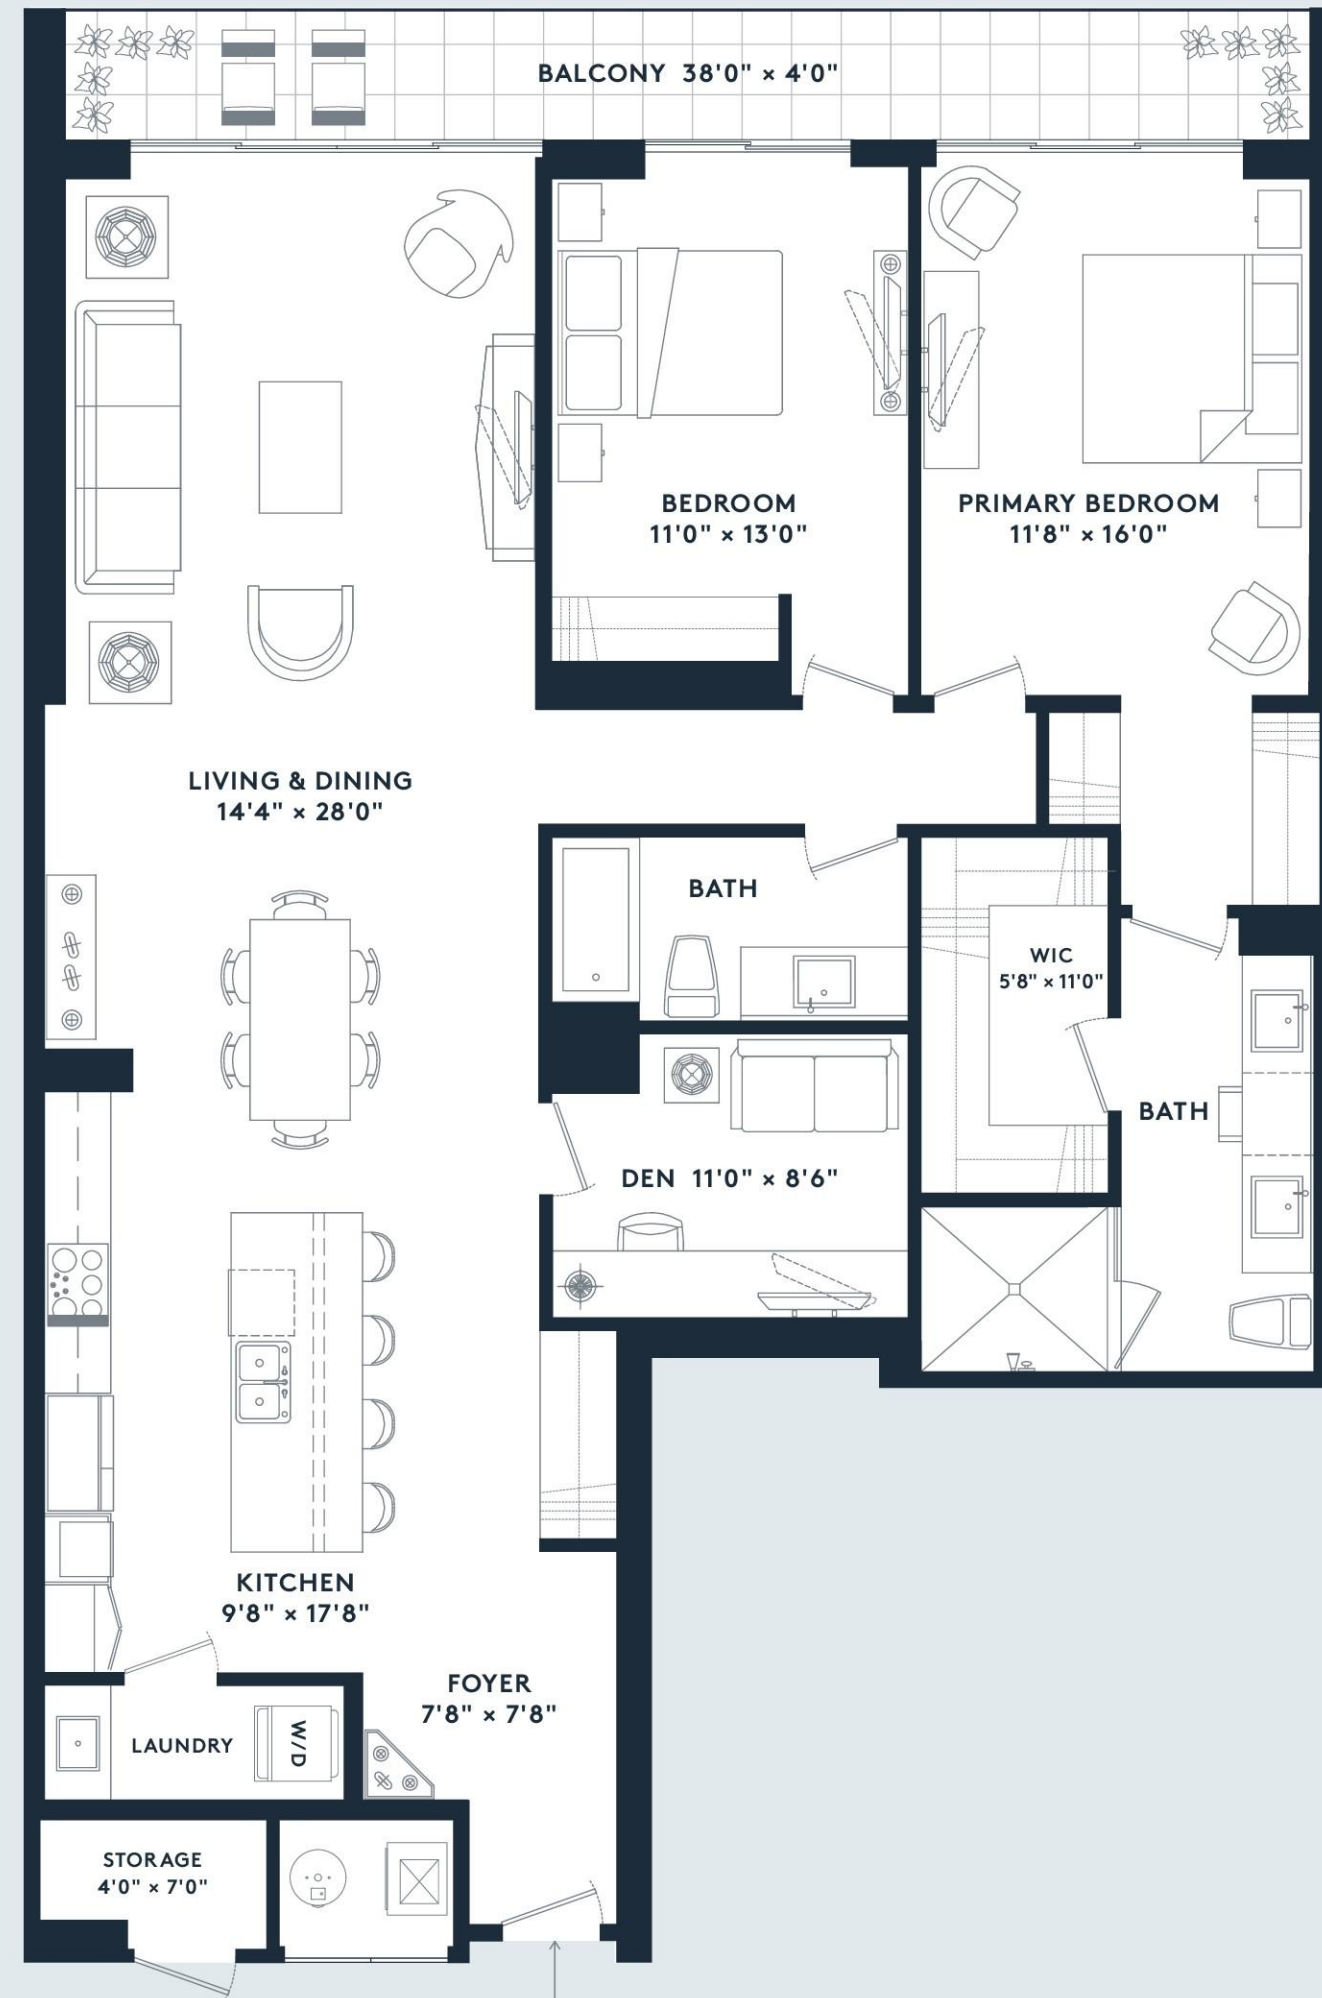 BALCONY 38'0" × 4'0"
BEDROOM
11'0" × 13'0"
PRIMARY BEDROOM
11'8" × 16'0"
LIVING & DINING
14'4" × 28'0"
BATH
WIC
5'8" × 11'0"
BATH
DEN 11'0" × 8'6"
KITCHEN
9'8" × 17'8"
FOYER
7'8" × 7'8"
LAUNDRY
W/D
STORAGE
4'0" × 7'0"